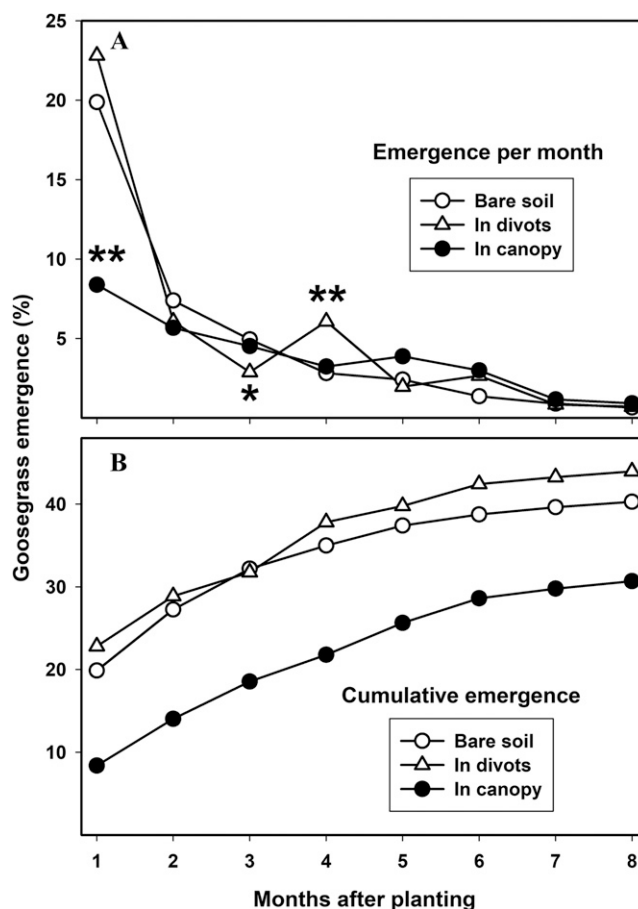 Goosegrass emergence (%)
25
A
20
15
10
5
**
*
**
Emergence per month
Bare soil
In divots
In canopy
B
40
30
20
10
Cumulative emergence
Bare soil
In divots
In canopy
1 2 3 4 5 6 7 8
Months after planting